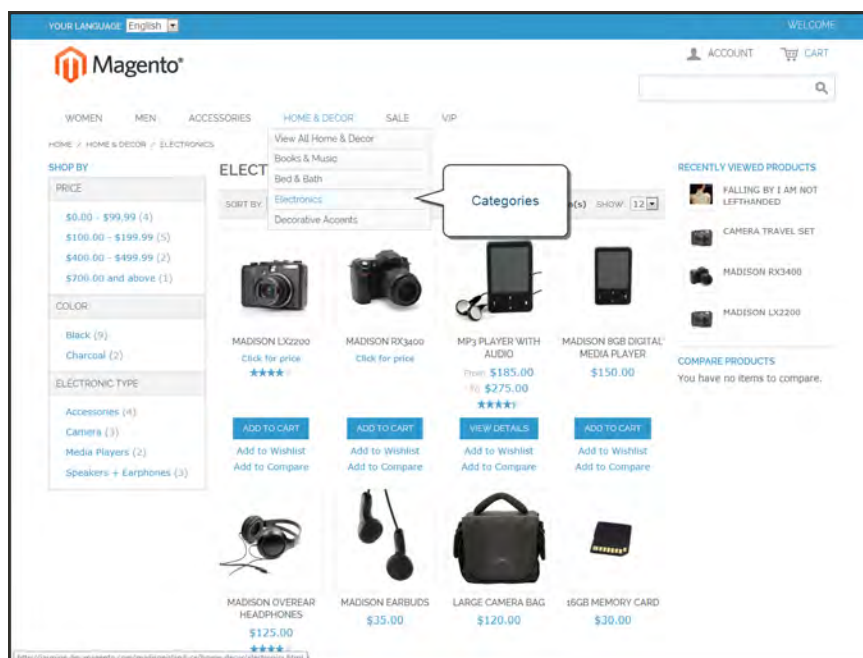 YOUR LANGUAGE English
WELCOME
Magento®
ACCOUNT CART
WOMEN MEN ACCESSORIES HOME & DECOR SALE VIP
View All Home & Decor
Books & Music
Bed & Bath
Electronics
Decorative Accents
Categories
HOME / HOME & DECOR / ELECTRONICS
SHOP BY
PRICE
$0.00 - $99.99 (4)
$100.00 - $199.99 (5)
$400.00 - $499.99 (2)
$700.00 and above (1)
COLOR
Black (9)
Charcoal (2)
ELECTRONIC TYPE
Accessories (4)
Camera (3)
Media Players (2)
Speakers + Earphones (3)
ELECT
SORT BY
(s) SHOW 12
MADISON LX2200
Click for price
ADD TO CART
Add to Wishlist
Add to Compare
MADISON RX3400
Click for price
ADD TO CART
Add to Wishlist
Add to Compare
MP3 PLAYER WITH
AUDIO
From: $185.00
To: $275.00
VIEW DETAILS
Add to Wishlist
Add to Compare
MADISON 8GB DIGITAL
MEDIA PLAYER
$150.00
ADD TO CART
Add to Wishlist
Add to Compare
MADISON OVEREAR
HEADPHONES
$125.00
MADISON EARBUDS
$35.00
LARGE CAMERA BAG
$120.00
16GB MEMORY CARD
$30.00
RECENTLY VIEWED PRODUCTS
FALLING BY I AM NOT
LEFTHANDED
CAMERA TRAVEL SET
MADISON RX3400
MADISON LX2200
COMPARE PRODUCTS
You have no items to compare.